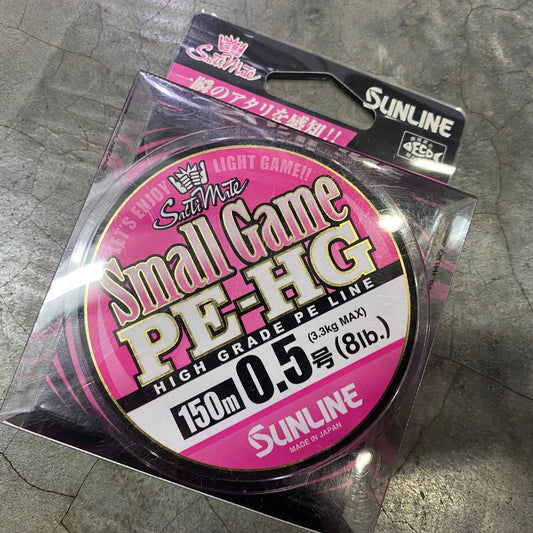 SaltiMate
一瞬のアタリを感知!!
SUNLINE
ECO
LET'S ENJOY LIGHT GAME!!
SaltiMate
Small Game
PE-HG
HIGH GRADE PE LINE
150m 0.5号 (3.3kg MAX) (8lb.)
SUNLINE
MADE IN JAPAN